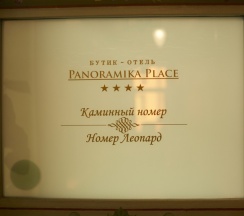 БУТИК - ОТЕЛЬ
PANORAMIKA PLACE
Каминный номер
Номер Леопард